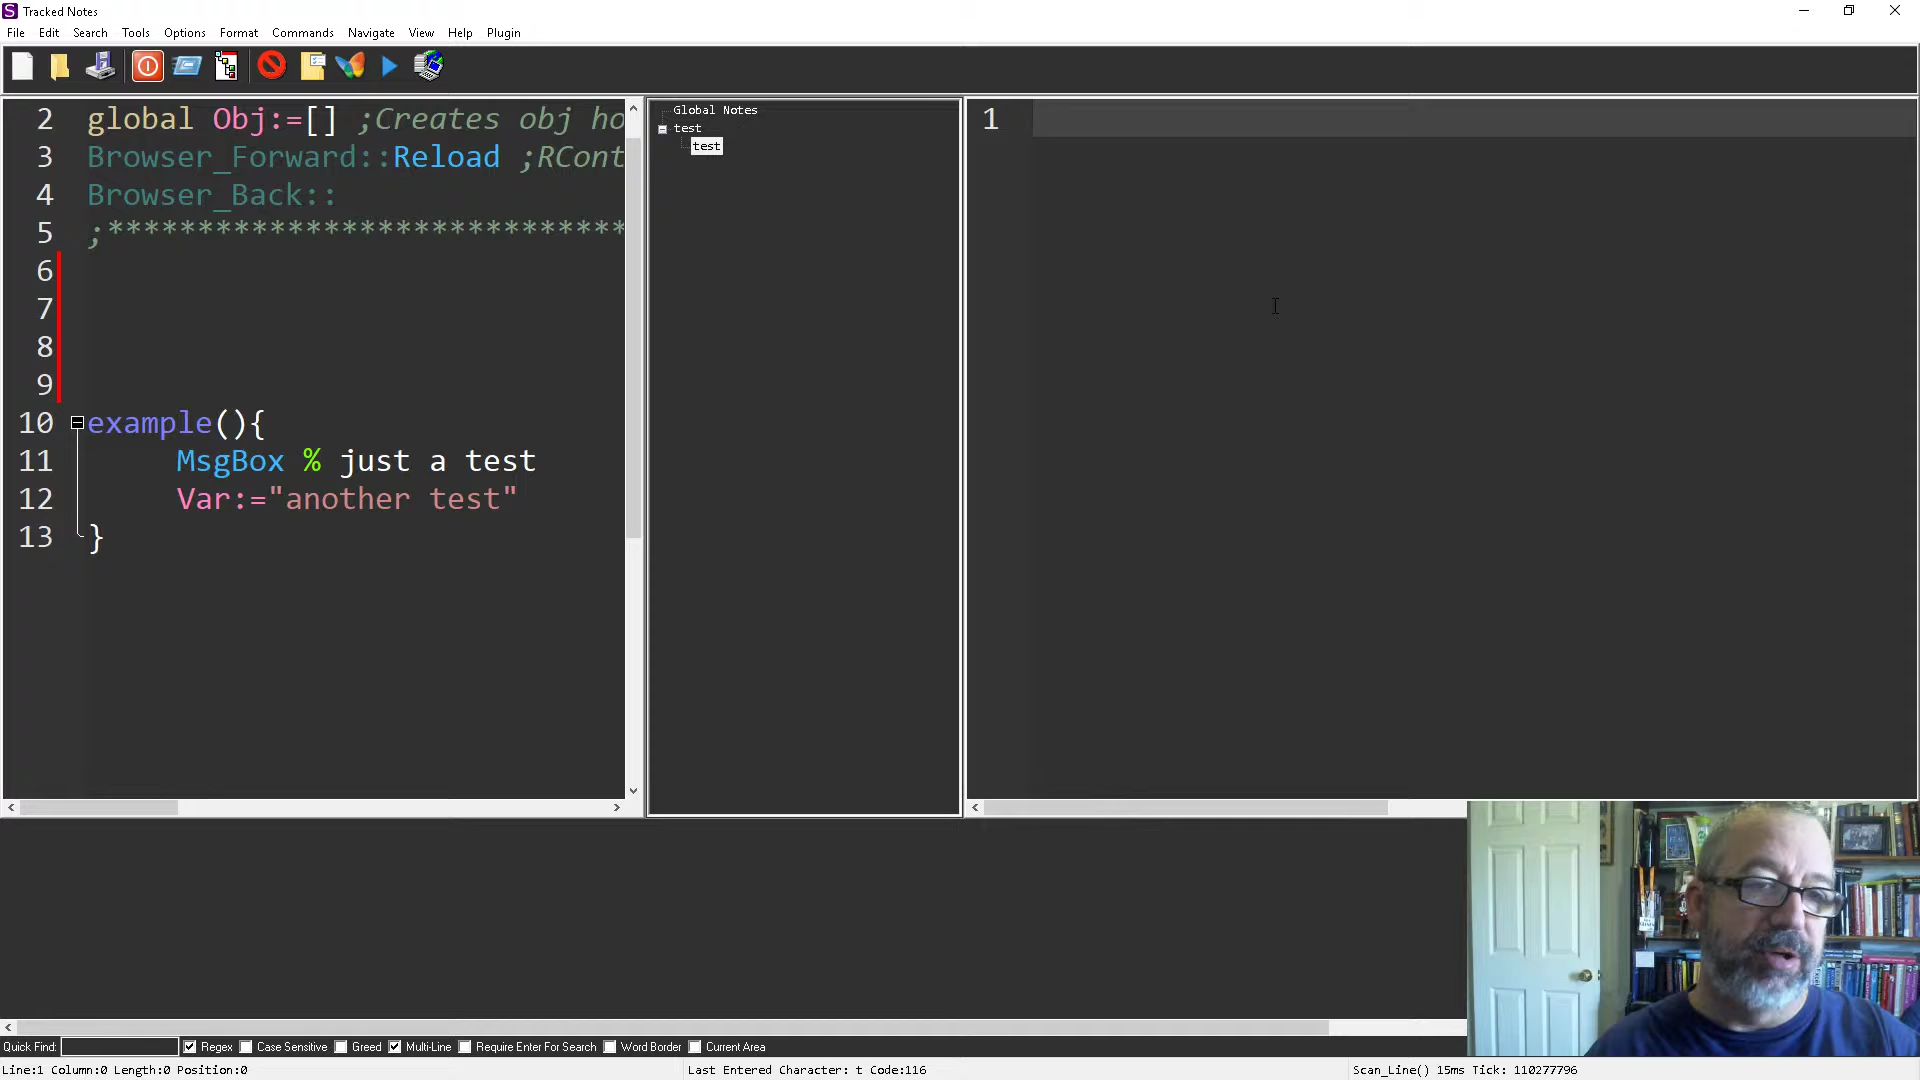 Tracked Notes
File Edit Search Tools Options Format Commands Navigate View Help Plugin
2 global Obj:=[] ;Creates obj ho
3 Browser_Forward::Reload ;RCont
4 Browser_Back::
5 ;*****************************
6
7
8
9
10 example(){
11 MsgBox % just a test
12 Var:="another test"
13 }
Global Notes
test
test
1
Quick Find: Regex Case Sensitive Greed Multi-Line Require Enter For Search Word Border Current Area
Line:1 Column:0 Length:0 Position:0 Last Entered Character: t Code:116 Scan_Line() 15ms Tick: 110277796